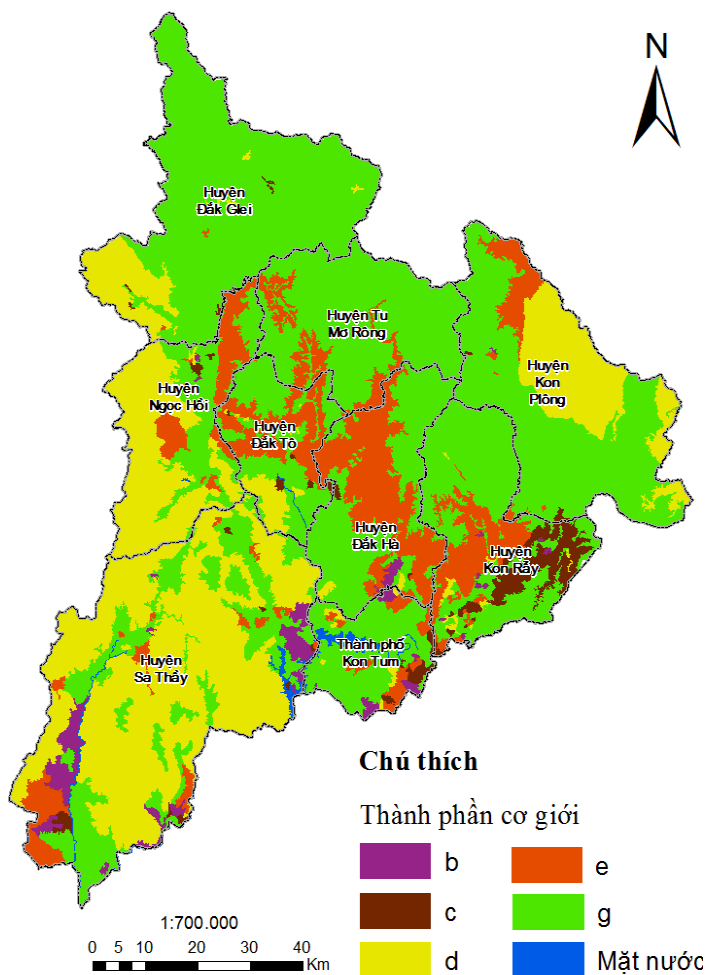 N
Huyện
Đắk Glei
Huyện Tu
Mơ Rông
Huyện
Kon
Plông
Huyện
Ngọc Hồi
Huyện
Đắk Tô
Huyện
Đắk Hà
Huyện
Kon Rẫy
Thành phố
Kon Tum
Huyện
Sa Thầy
Chú thích
Thành phần cơ giới
b
e
c
g
d
Mặt nước
1:700.000
0 5 10 20 30 40
Km